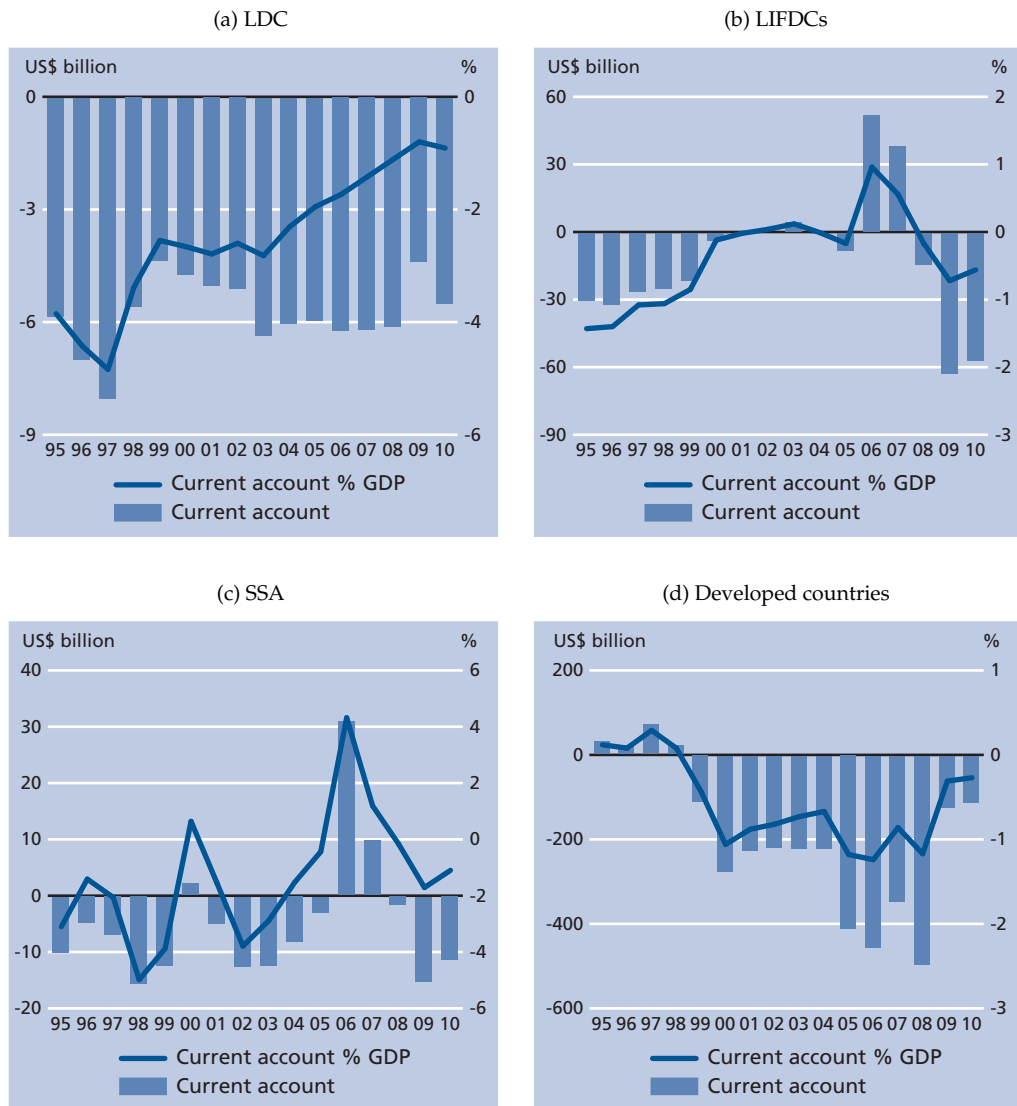 (a) LDC
US$ billion %
0 0
-3 -2
-6 -4
-9 -6
95 96 97 98 99 00 01 02 03 04 05 06 07 08 09 10
Current account % GDP
Current account
(b) LIFDCs
US$ billion %
60 2
30 1
0 0
-30 -1
-60 -2
-90 -3
95 96 97 98 99 00 01 02 03 04 05 06 07 08 09 10
Current account % GDP
Current account
(c) SSA
US$ billion %
40 6
30 4
20 2
10 0
0 -2
-10 -4
-20 -6
95 96 97 98 99 00 01 02 03 04 05 06 07 08 09 10
Current account % GDP
Current account
(d) Developed countries
US$ billion %
200 1
0 0
-200 -1
-400 -2
-600 -3
95 96 97 98 99 00 01 02 03 04 05 06 07 08 09 10
Current account % GDP
Current account